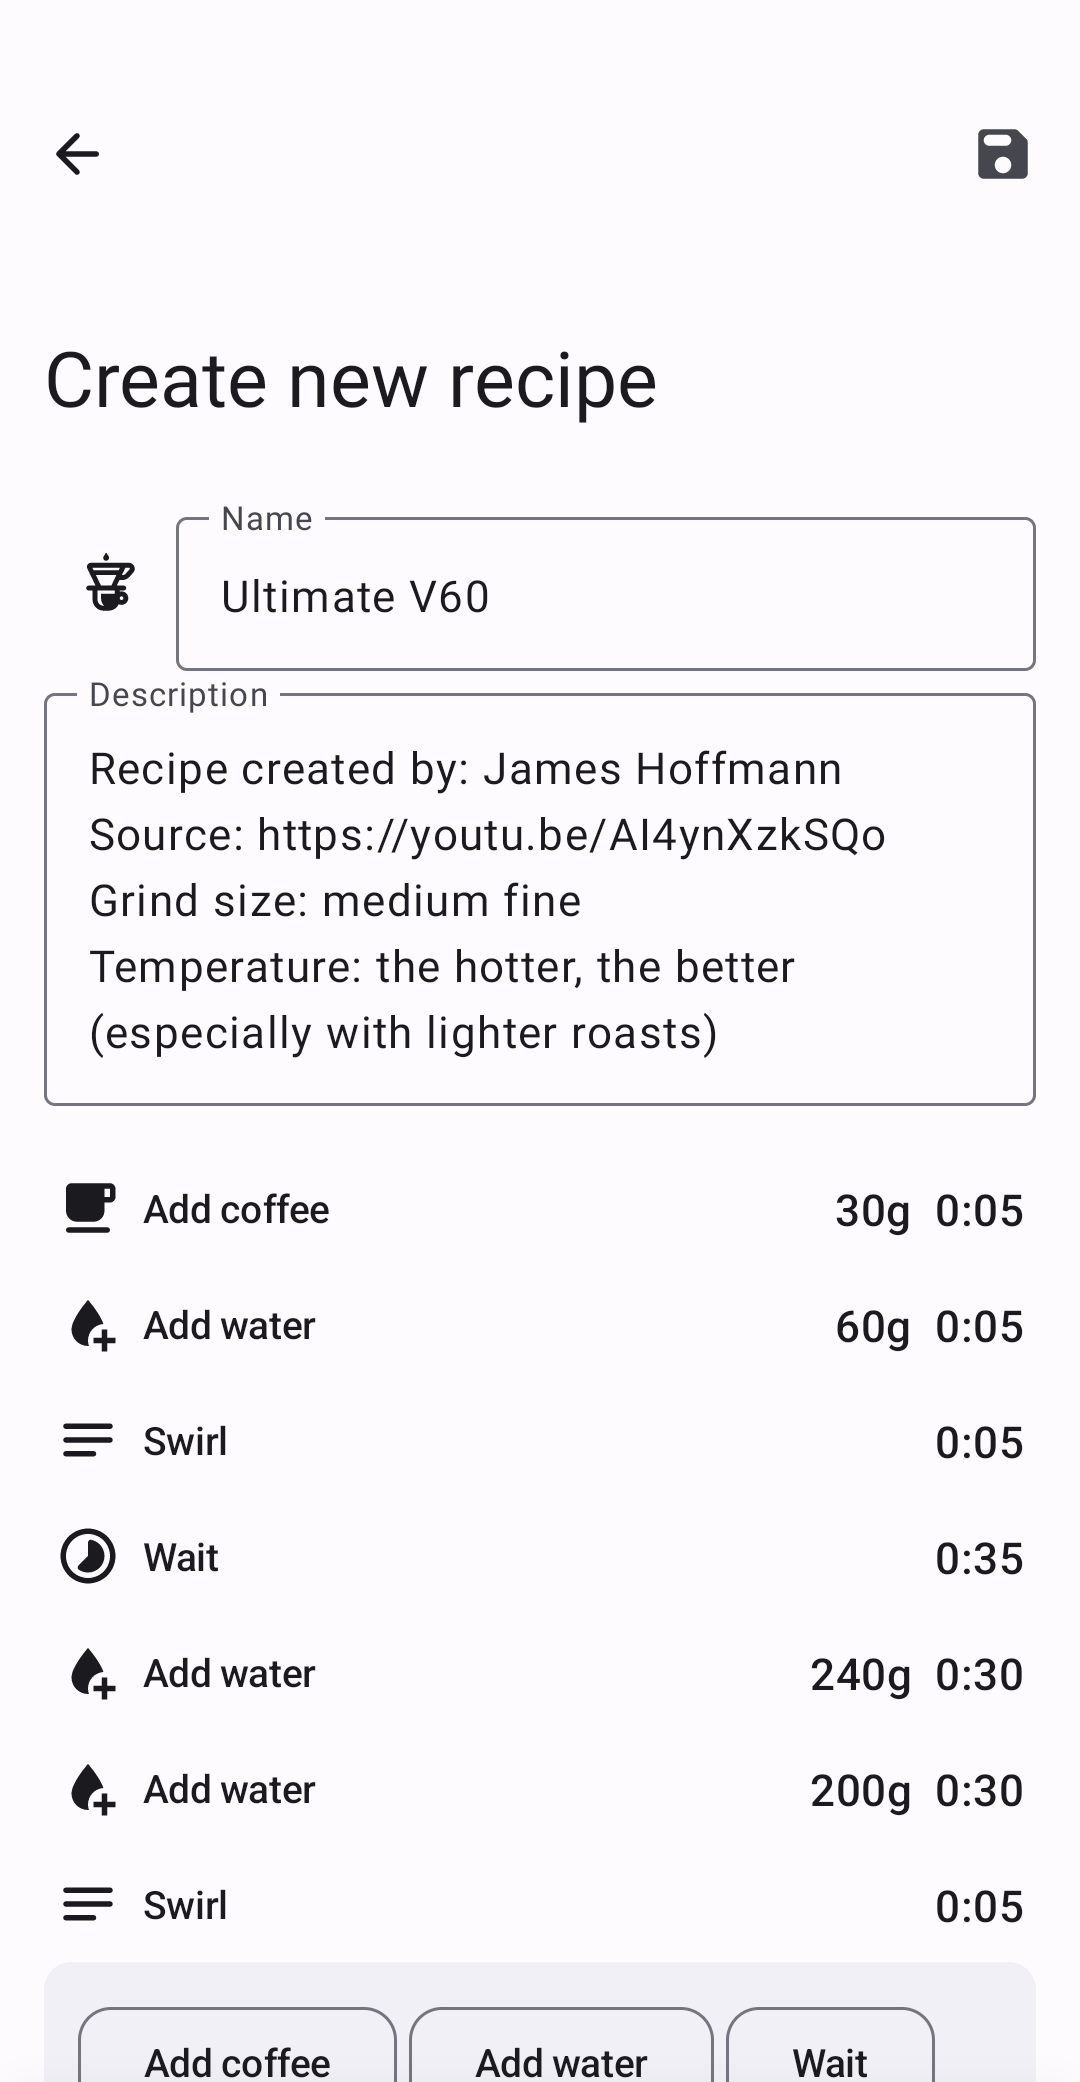 Create new recipe
Name
Ultimate V60
Description
Recipe created by: James Hoffmann
Source: https://youtu.be/AI4ynXzkSQo
Grind size: medium fine
Temperature: the hotter, the better
(especially with lighter roasts)
Add coffee 30g 0:05
Add water 60g 0:05
Swirl 0:05
Wait 0:35
Add water 240g 0:30
Add water 200g 0:30
Swirl 0:05
Add coffee Add water Wait